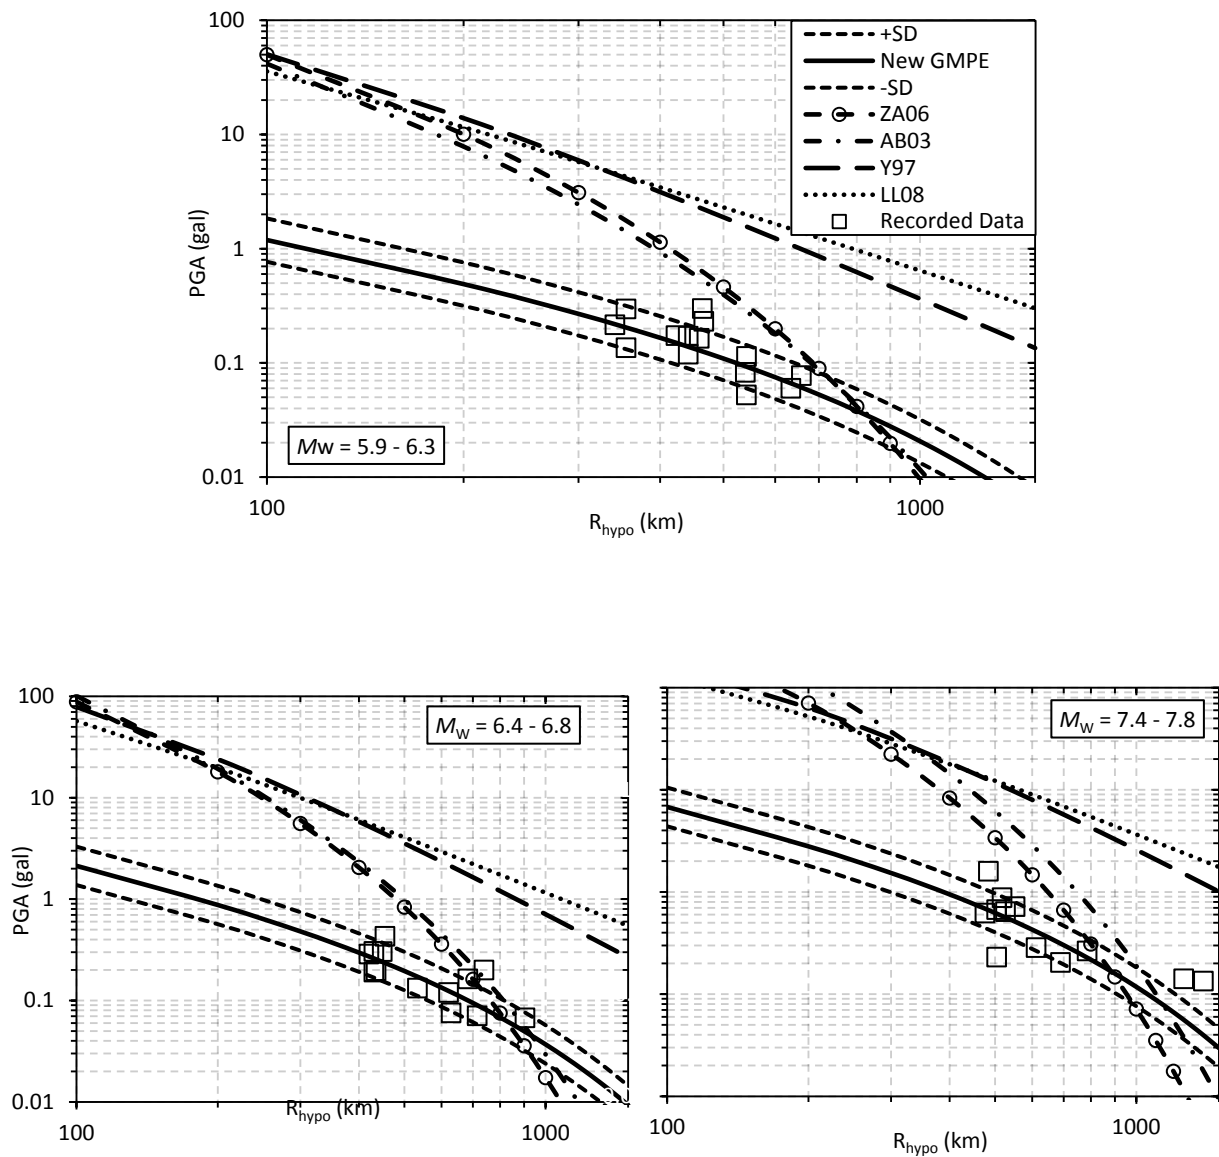 100
10
1
0.1
0.01
PGA (gal)
+SD
New GMPE
-SD
ZA06
AB03
Y97
LL08
Recorded Data
Mw = 5.9 - 6.3
100
1000
Rhypo (km)
100
10
1
0.1
0.01
PGA (gal)
MW = 6.4 - 6.8
Rhypo (km)
100
1000
MW = 7.4 - 7.8
100
1000
Rhypo (km)